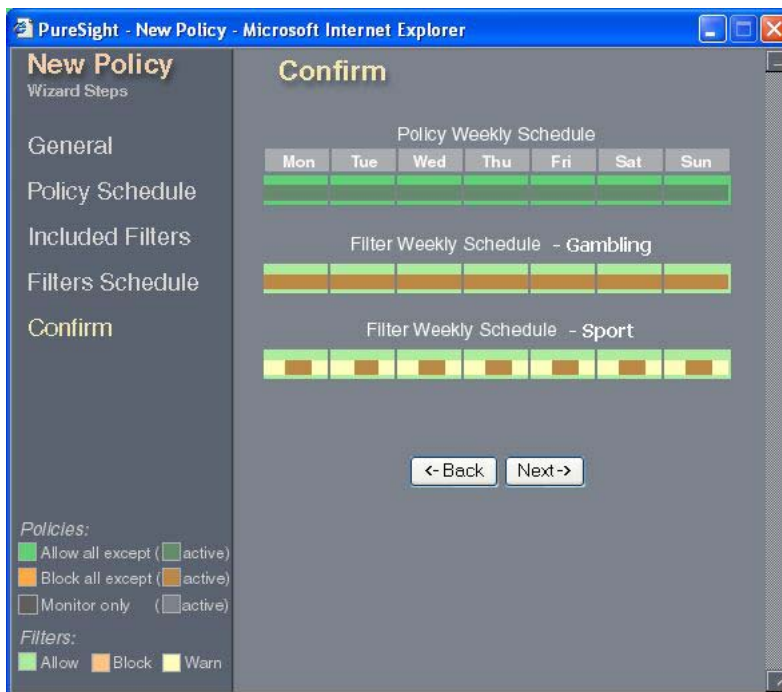 PureSight - New Policy - Microsoft Internet Explorer
New Policy
Wizard Steps
General
Policy Schedule
Included Filters
Filters Schedule
Confirm
Policies:
Allow all except ( active)
Block all except ( active)
Monitor only ( active)
Filters:
Allow Block Warn
Confirm
Policy Weekly Schedule
Mon Tue Wed Thu Fri Sat Sun
Filter Weekly Schedule - Gambling
Filter Weekly Schedule - Sport
<-Back Next->